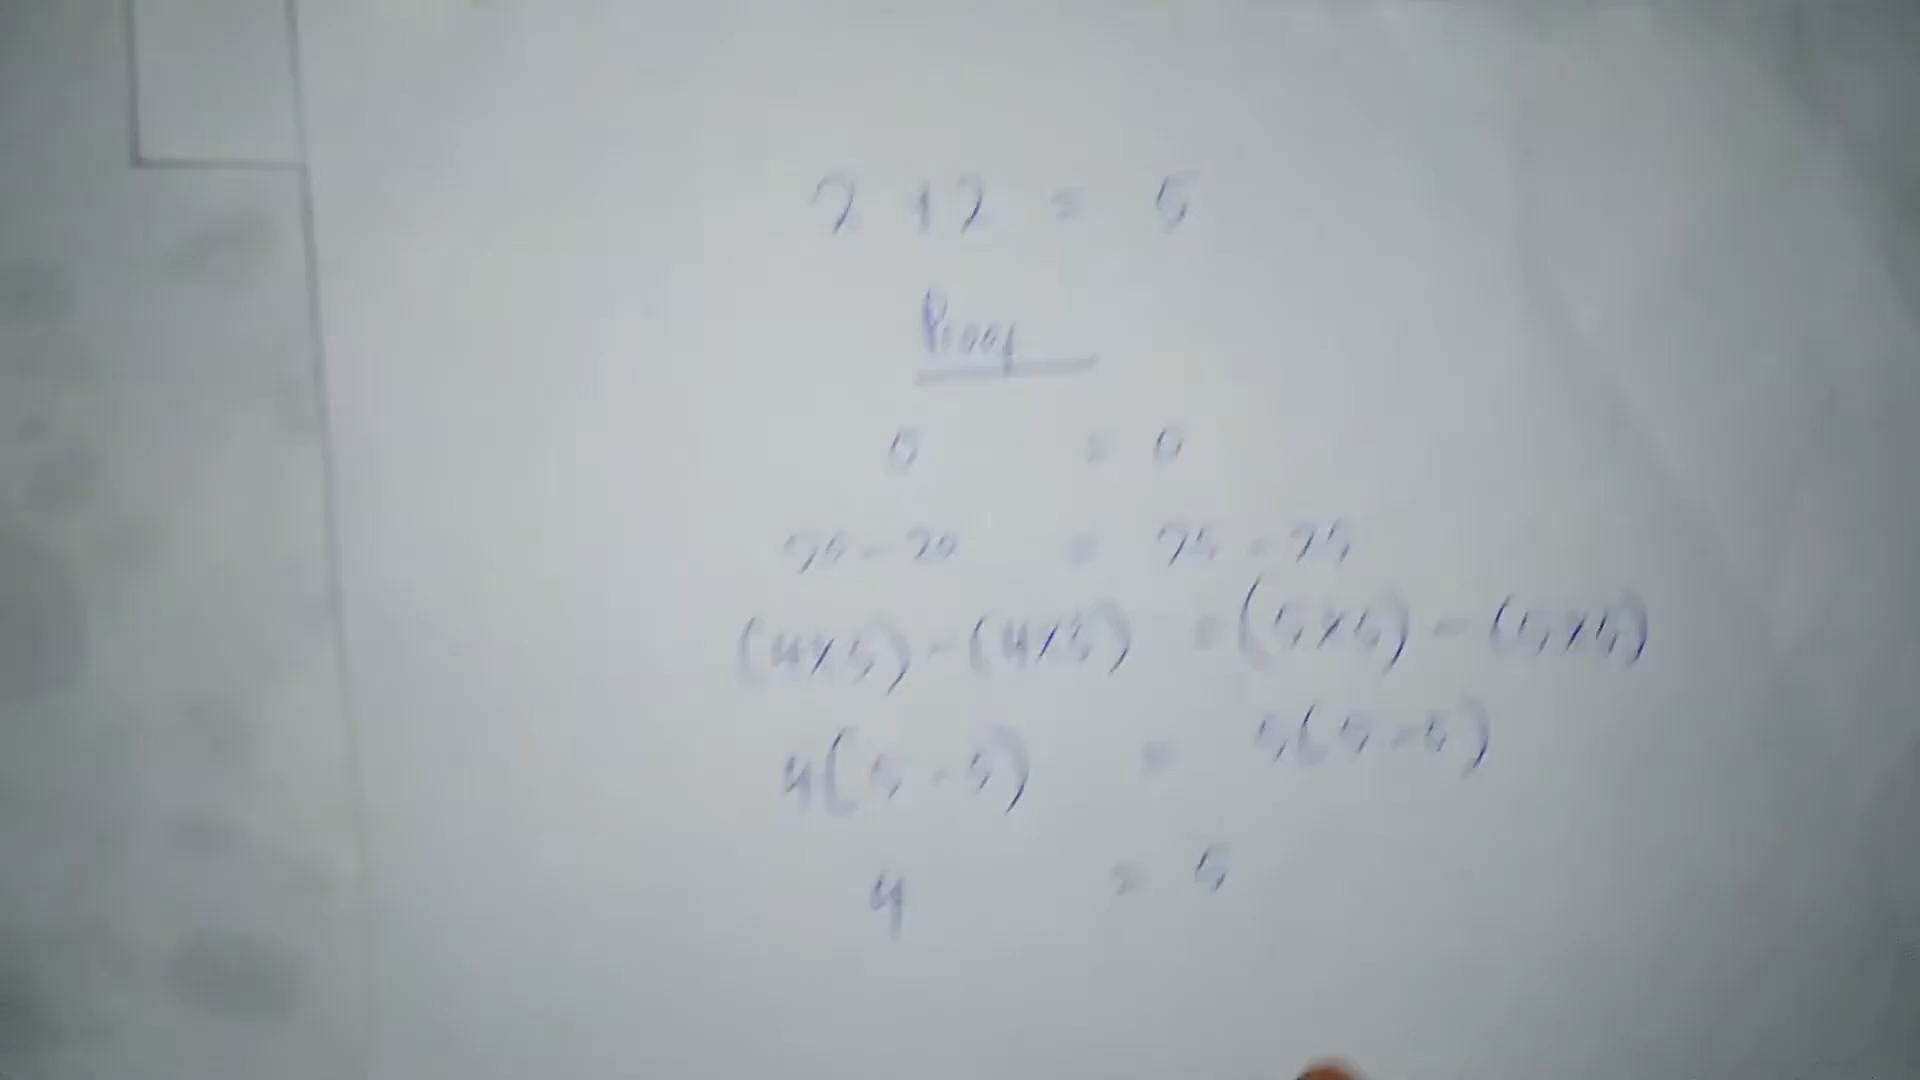 2 + 2 = 5
Proof
0 = 0
20 - 20 = 25 - 25
(4×5) - (4×5) = (5×5) - (5×5)
4(5 - 5) = 5(5 - 5)
4 = 5